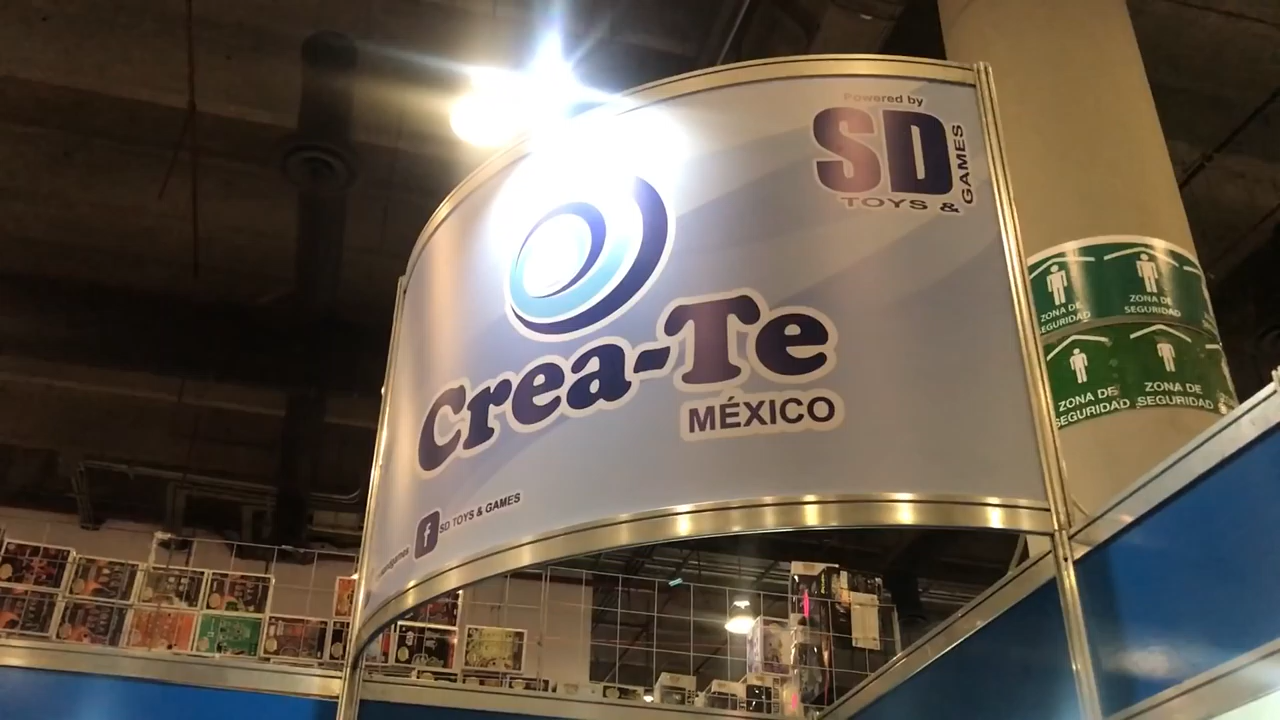 Powered by
SD
TOYS & GAMES
Crea-Te
MÉXICO
f SD TOYS & GAMES
ZONA DE
SEGURIDAD
ZONA DE
SEGURIDAD
ZONA DE
SEGURIDAD
ZONA DE
SEGURIDAD